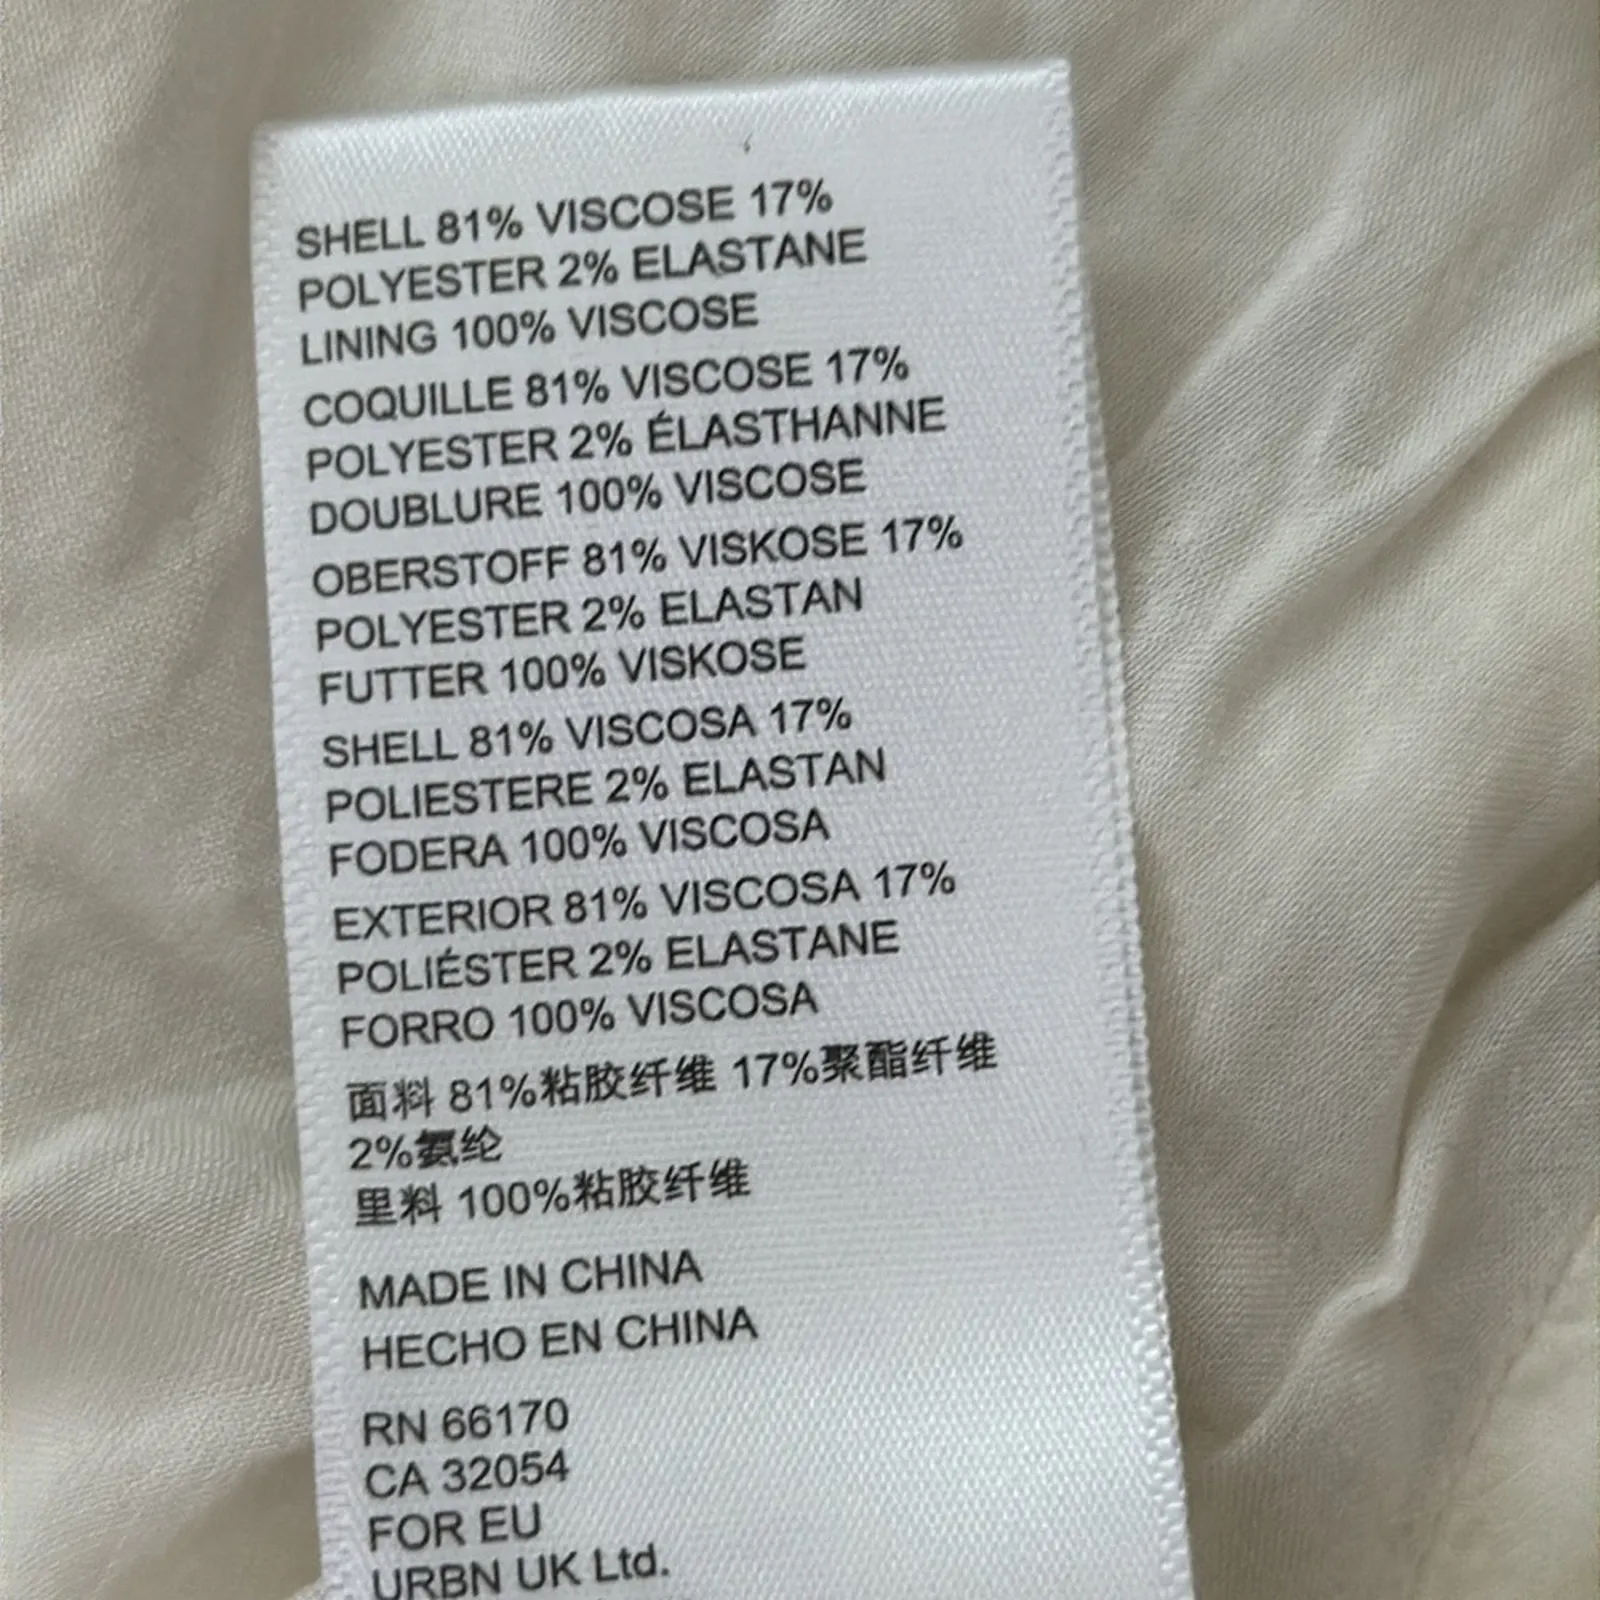 SHELL 81% VISCOSE 17%
POLYESTER 2% ELASTANE
LINING 100% VISCOSE
COQUILLE 81% VISCOSE 17%
POLYESTER 2% ÉLASTHANNE
DOUBLURE 100% VISCOSE
OBERSTOFF 81% VISKOSE 17%
POLYESTER 2% ELASTAN
FUTTER 100% VISKOSE
SHELL 81% VISCOSA 17%
POLIESTERE 2% ELASTAN
FODERA 100% VISCOSA
EXTERIOR 81% VISCOSA 17%
POLIÉSTER 2% ELASTANE
FORRO 100% VISCOSA
面料 81%粘胶纤维 17%聚酯纤维
2%氨纶
里料 100%粘胶纤维
MADE IN CHINA
HECHO EN CHINA
RN 66170
CA 32054
FOR EU
URBN UK Ltd.